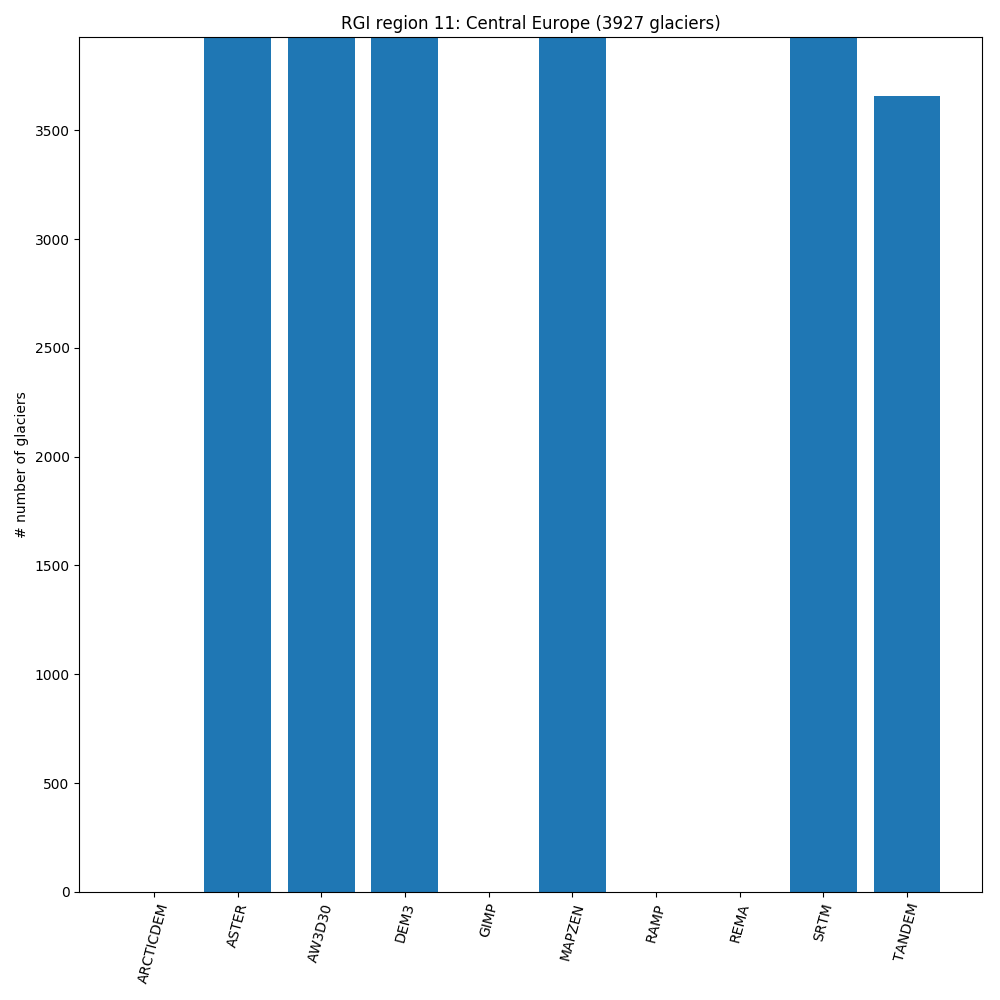 RGI region 11: Central Europe (3927 glaciers)
# number of glaciers
3500
3000
2500
2000
1500
1000
500
0
ARCTICDEM
ASTER
AW3D30
DEM3
GIMP
MAPZEN
RAMP
REMA
SRTM
TANDEM